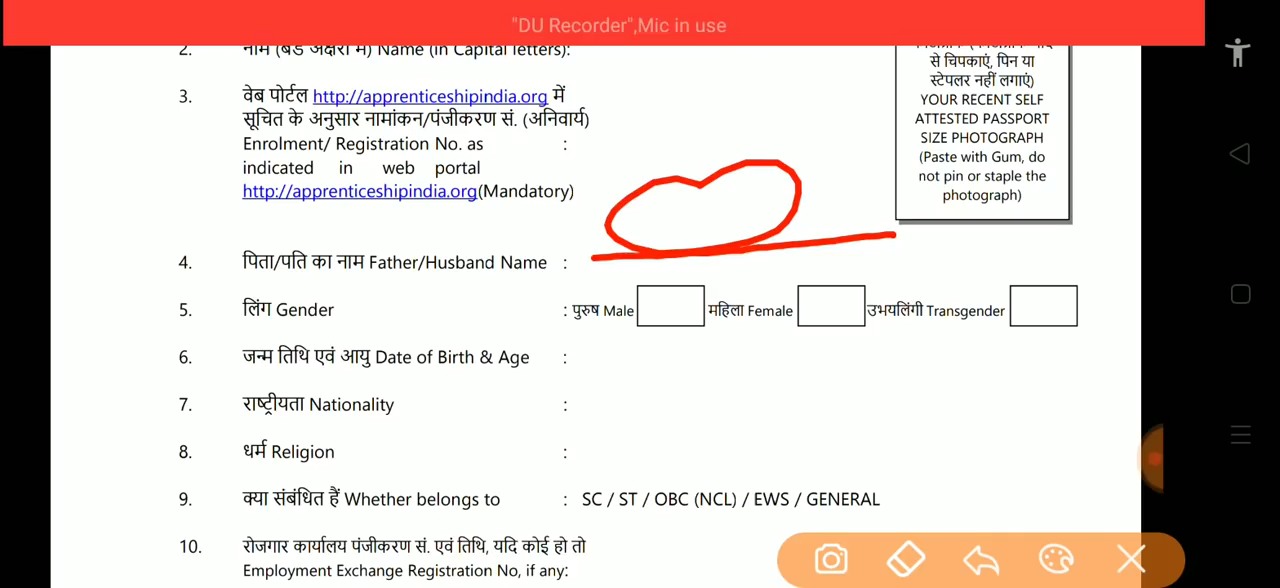 "DU Recorder",Mic in use
2. नाम (बड़े अक्षरों में) Name (in Capital letters):
3. वेब पोर्टल http://apprenticeshipindia.org में
सूचित के अनुसार नामांकन/पंजीकरण सं. (अनिवार्य)
Enrolment/ Registration No. as :
indicated in web portal
http://apprenticeshipindia.org(Mandatory)
से चिपकाएं, पिन या
स्टेपलर नहीं लगाएं)
YOUR RECENT SELF
ATTESTED PASSPORT
SIZE PHOTOGRAPH
(Paste with Gum, do
not pin or staple the
photograph)
4. पिता/पति का नाम Father/Husband Name :
5. लिंग Gender : पुरुष Male महिला Female उभयलिंगी Transgender
6. जन्म तिथि एवं आयु Date of Birth & Age :
7. राष्ट्रीयता Nationality :
8. धर्म Religion :
9. क्या संबंधित हैं Whether belongs to : SC / ST / OBC (NCL) / EWS / GENERAL
10. रोजगार कार्यालय पंजीकरण सं. एवं तिथि, यदि कोई हो तो
Employment Exchange Registration No, if any: